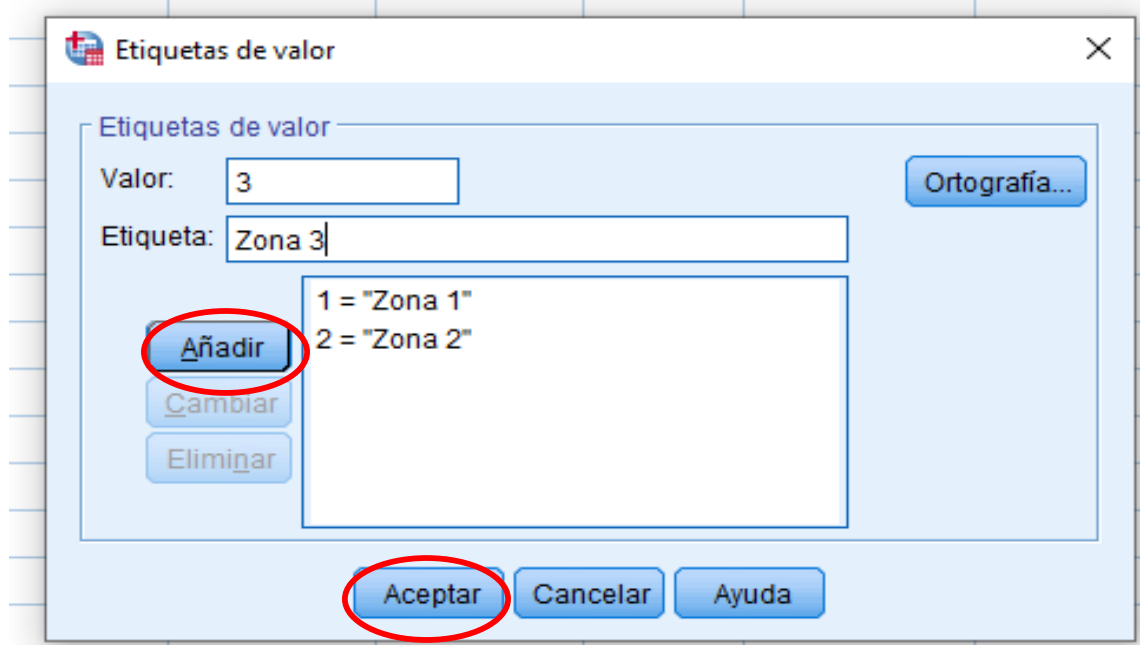 Etiquetas de valor
Etiquetas de valor
Valor: 3
Ortografía...
Etiqueta: Zona 3
1 = "Zona 1"
2 = "Zona 2"
Añadir
Cambiar
Eliminar
Aceptar Cancelar Ayuda